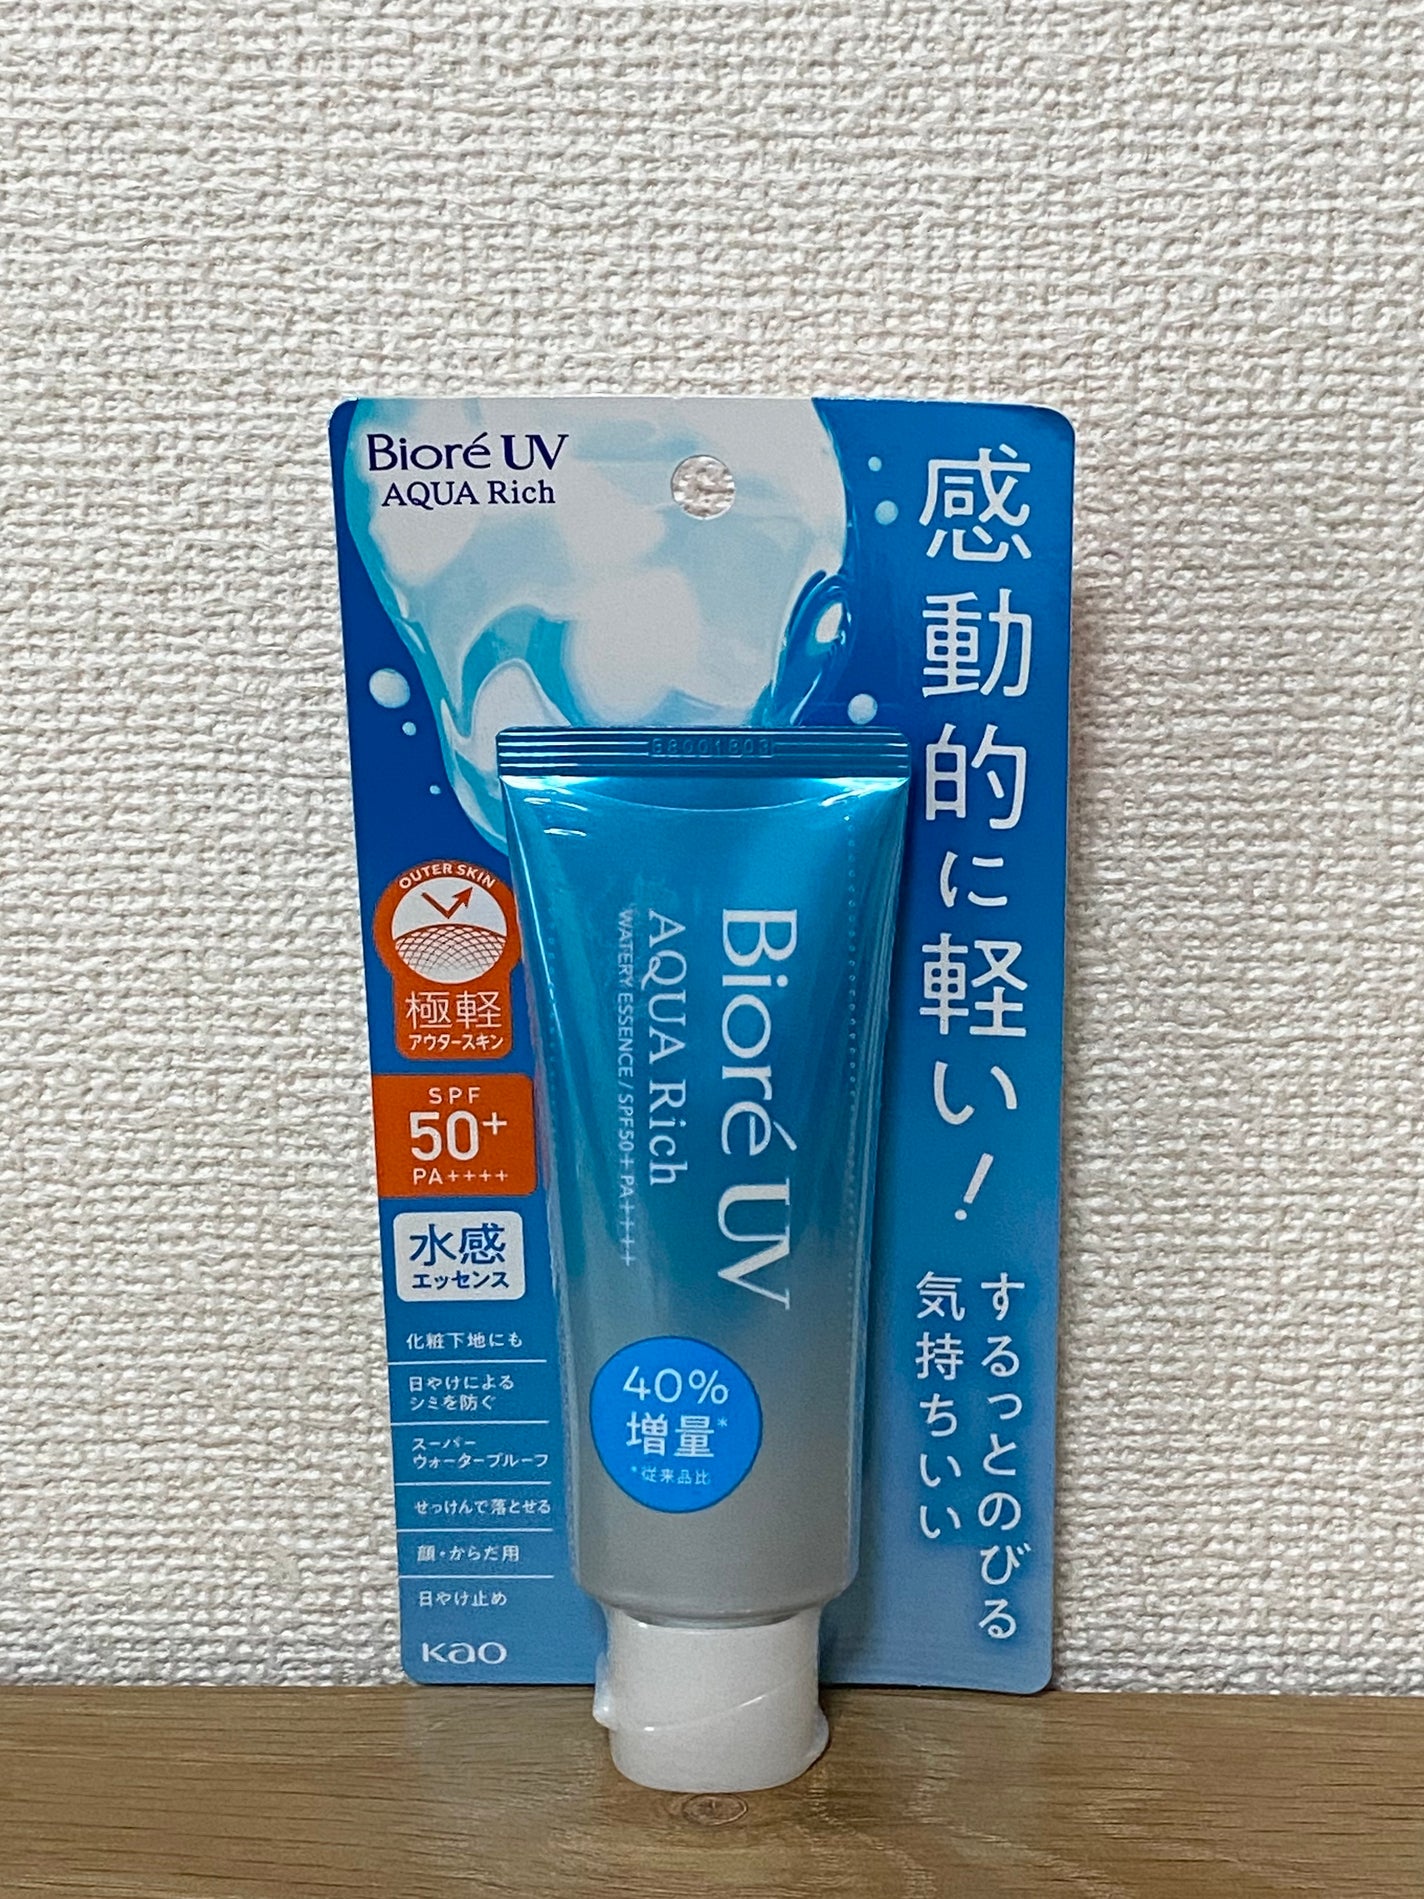 Bioré UV
AQUA Rich
感動的に軽い！
するっとのびる
気持ちいい
OUTER SKIN
極軽
アウタースキン
SPF
50+
PA++++
水感
エッセンス
化粧下地にも
日やけによる
シミを防ぐ
スーパー
ウォータープルーフ
せっけんで落とせる
顔・からだ用
日やけ止め
Kao
Bioré UV
AQUA Rich
WATERY ESSENCE / SPF50+ PA++++
40%
増量*
*従来品比